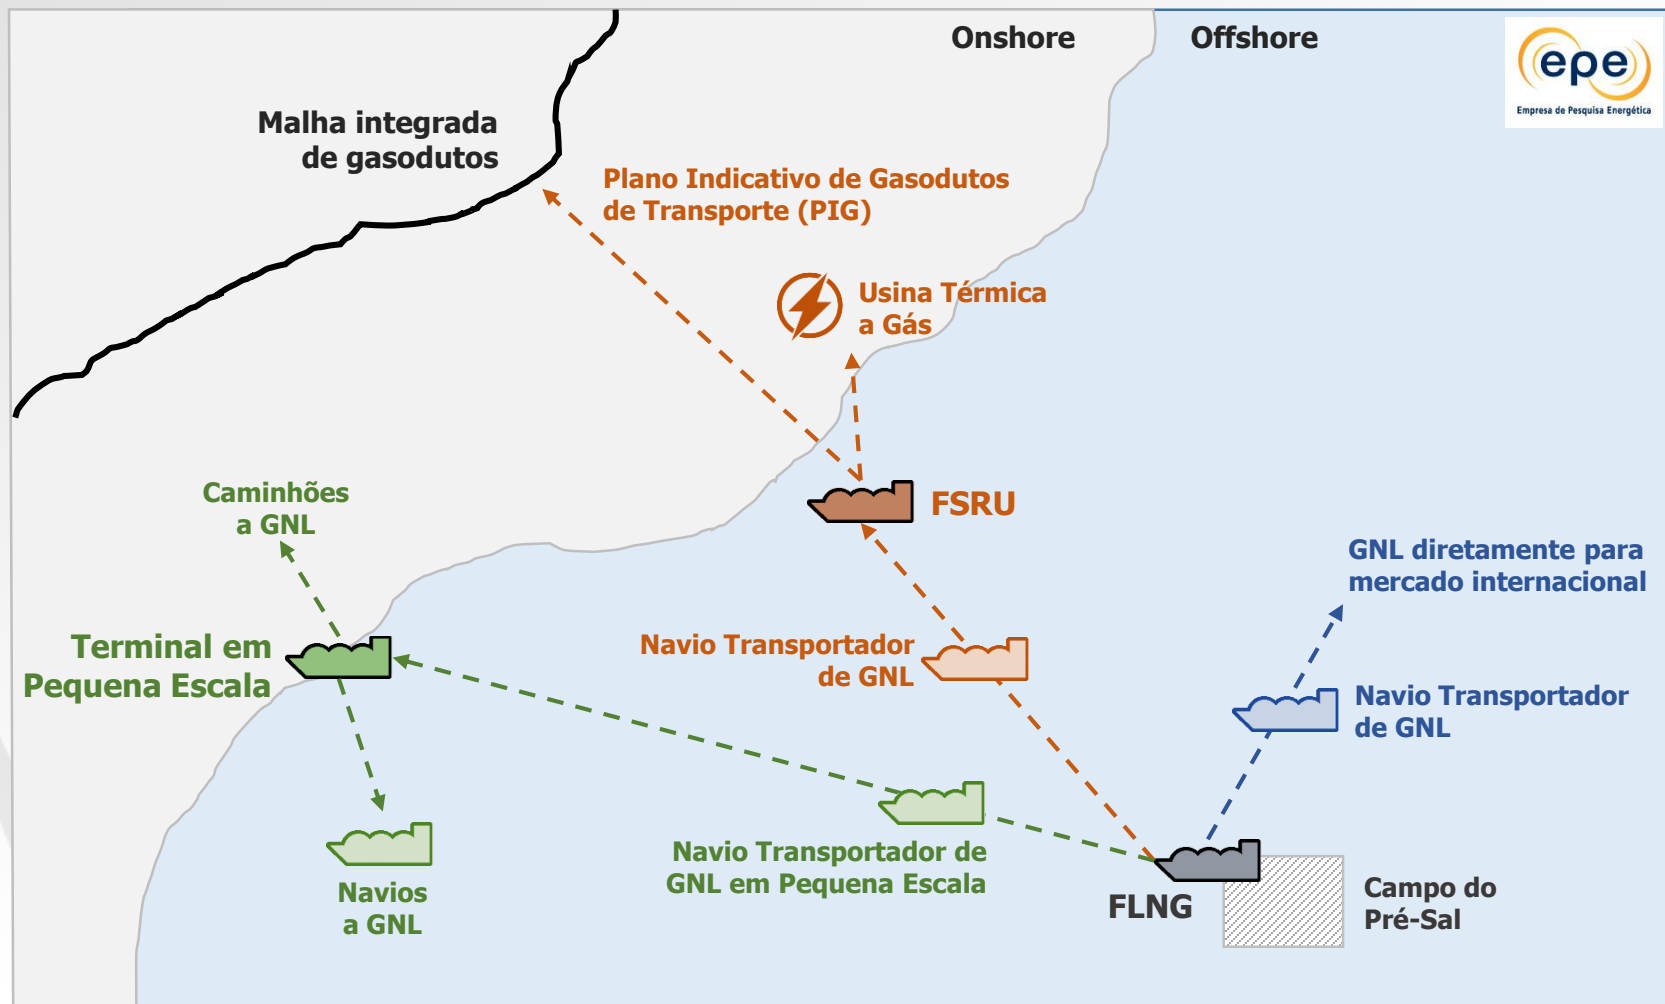 Onshore
Offshore
epe
Empresa de Pesquisa Energética
Malha integrada
de gasodutos
Plano Indicativo de Gasodutos
de Transporte (PIG)
Usina Térmica
a Gás
Caminhões
a GNL
FSRU
GNL diretamente para
mercado internacional
Terminal em
Pequena Escala
Navio Transportador
de GNL
Navio Transportador
de GNL
Navio Transportador de
GNL em Pequena Escala
Navios
a GNL
FLNG
Campo do
Pré-Sal